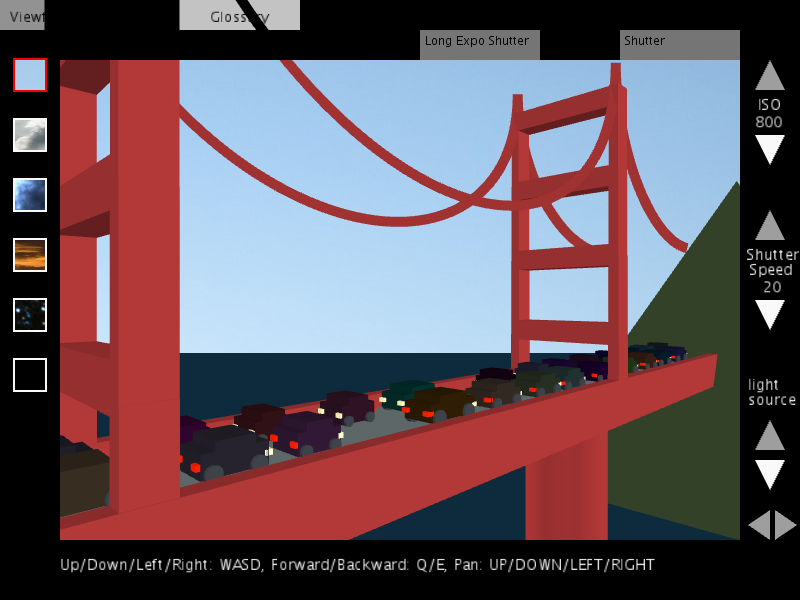 Glossary
Long Expo Shutter
Shutter
ISO
800
Shutter
Speed
20
light
source
Up/Down/Left/Right: WASD, Forward/Backward: Q/E, Pan: UP/DOWN/LEFT/RIGHT